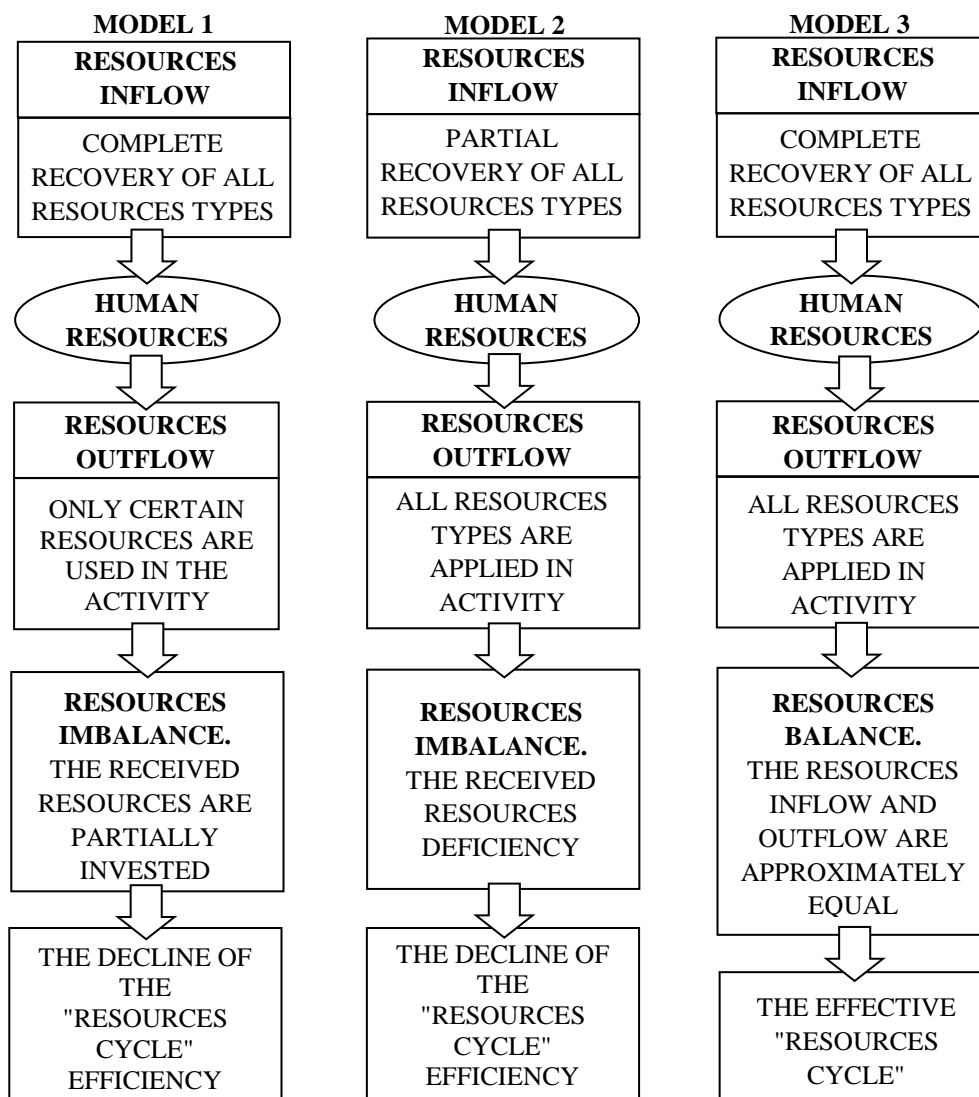 MODEL 1
RESOURCES
INFLOW
COMPLETE
RECOVERY OF ALL
RESOURCES TYPES
HUMAN
RESOURCES
RESOURCES
OUTFLOW
ONLY CERTAIN
RESOURCES ARE
USED IN THE
ACTIVITY
RESOURCES
IMBALANCE.
THE RECEIVED
RESOURCES ARE
PARTIALLY
INVESTED
THE DECLINE OF
THE
"RESOURCES
CYCLE"
EFFICIENCY
MODEL 2
RESOURCES
INFLOW
PARTIAL
RECOVERY OF ALL
RESOURCES TYPES
HUMAN
RESOURCES
RESOURCES
OUTFLOW
ALL RESOURCES
TYPES ARE
APPLIED IN
ACTIVITY
RESOURCES
IMBALANCE.
THE RECEIVED
RESOURCES
DEFICIENCY
THE DECLINE OF
THE
"RESOURCES
CYCLE"
EFFICIENCY
MODEL 3
RESOURCES
INFLOW
COMPLETE
RECOVERY OF ALL
RESOURCES TYPES
HUMAN
RESOURCES
RESOURCES
OUTFLOW
ALL RESOURCES
TYPES ARE
APPLIED IN
ACTIVITY
RESOURCES
BALANCE.
THE RESOURCES
INFLOW AND
OUTFLOW ARE
APPROXIMATELY
EQUAL
THE EFFECTIVE
"RESOURCES
CYCLE"